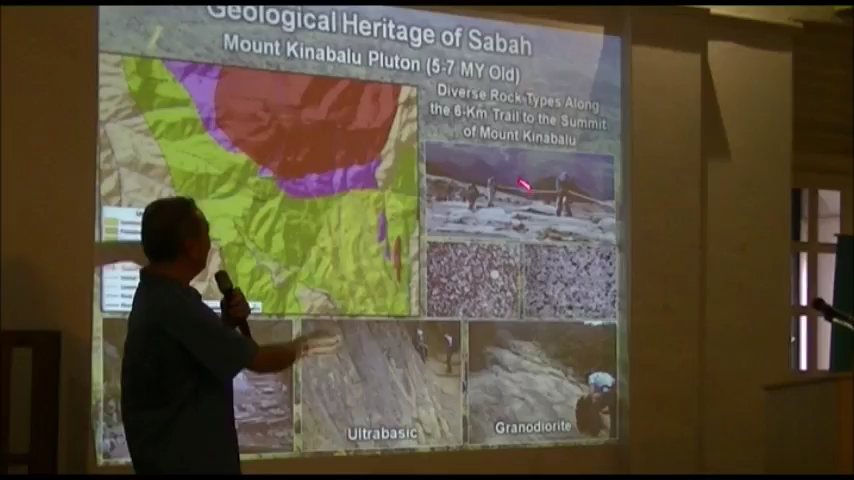 Geological Heritage of Sabah
Mount Kinabalu Pluton (5-7 MY Old)
Diverse Rock Types Along
the 6-Km Trail to the Summit
of Mount Kinabalu
Ultrabasic
Granodiorite